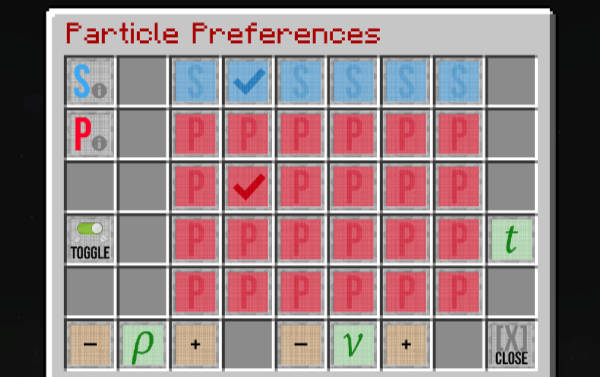 Particle Preferences
S i S S S S S
P i P P P P P P
P P P P P
TOGGLE P P P P P P t
P P P P P P
− ρ + − ν + [X] CLOSE